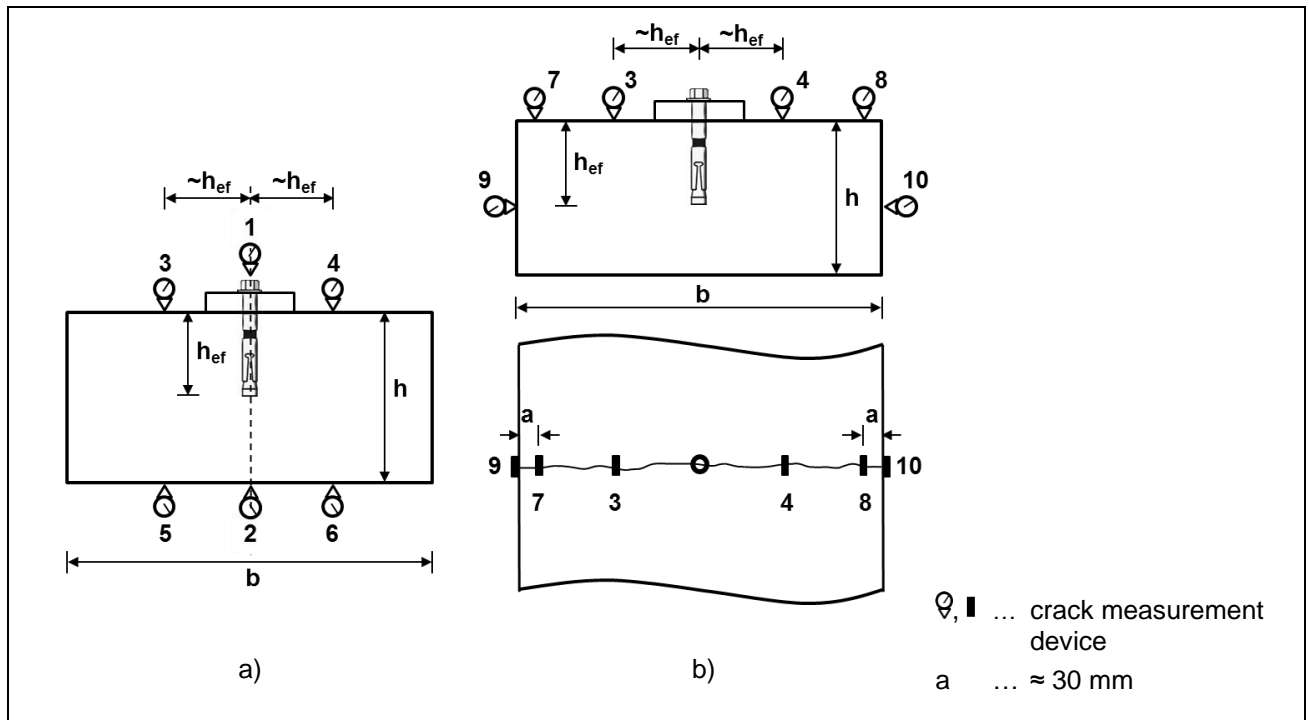 ~hef ~hef
7 3 4 8
hef
9 10
h
b
~hef ~hef
1
3 4
hef
h
5 2 6
b
a a
9 10
7 3 4 8
, ... crack measurement
device
a ... ≈ 30 mm
a) b)